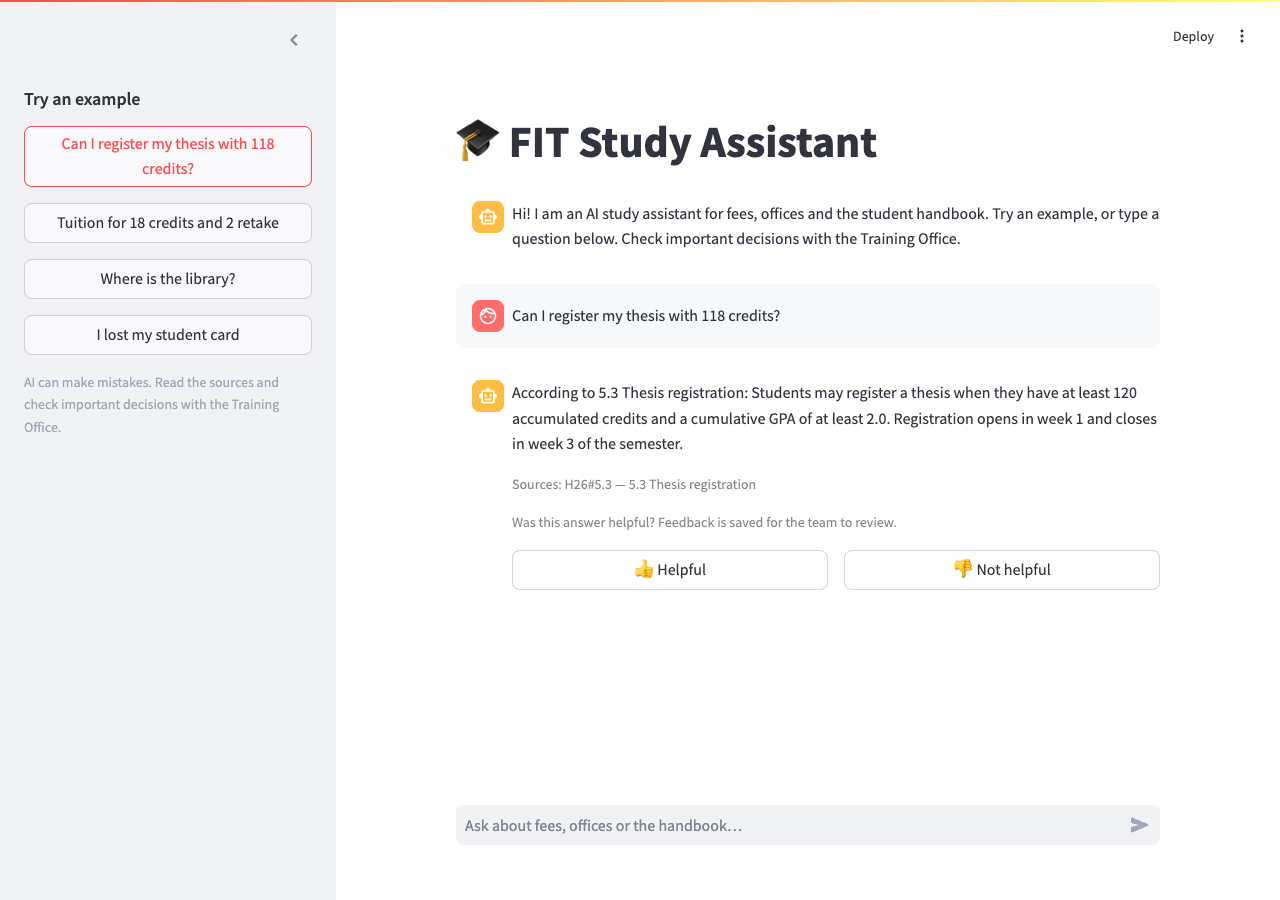 Deploy
Try an example
Can I register my thesis with 118
credits?
Tuition for 18 credits and 2 retake
Where is the library?
I lost my student card
AI can make mistakes. Read the sources and
check important decisions with the Training
Office.
FIT Study Assistant
Hi! I am an AI study assistant for fees, offices and the student handbook. Try an example, or type a
question below. Check important decisions with the Training Office.
Can I register my thesis with 118 credits?
According to 5.3 Thesis registration: Students may register a thesis when they have at least 120
accumulated credits and a cumulative GPA of at least 2.0. Registration opens in week 1 and closes
in week 3 of the semester.
Sources: H26#5.3 — 5.3 Thesis registration
Was this answer helpful? Feedback is saved for the team to review.
👍 Helpful
👎 Not helpful
Ask about fees, offices or the handbook…